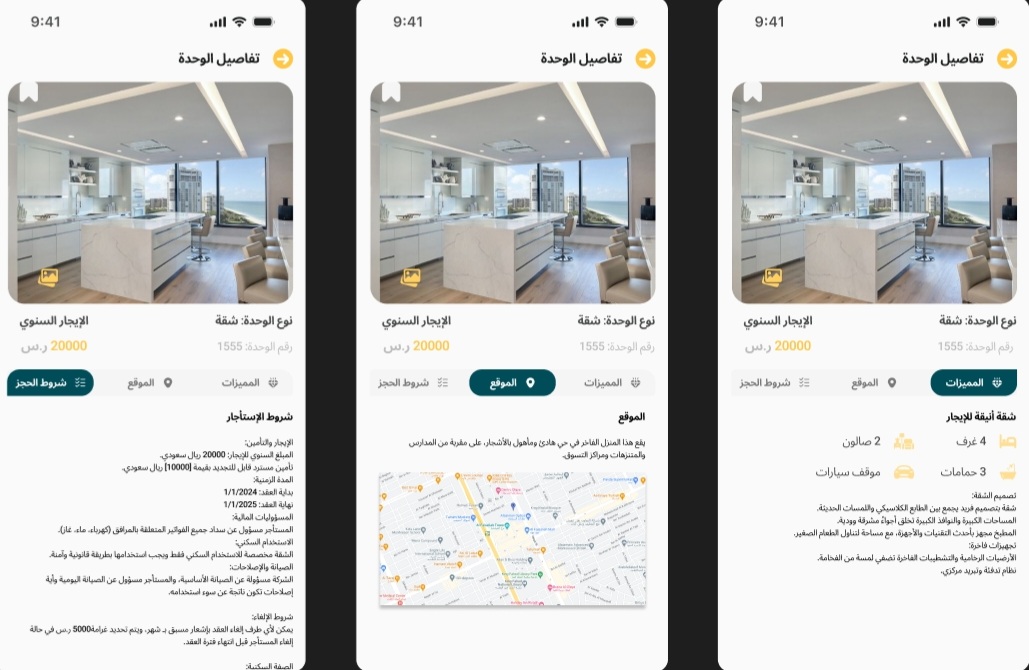 9:41
تفاصيل الوحدة
نوع الوحدة: شقة
الإيجار السنوي
رقم الوحدة: 1555
20000 ر.س
المميزات
الموقع
شروط الحجز
شقة أنيقة للإيجار
4 غرف
2 صالون
3 حمامات
موقف سيارات
تصميم الشقة:
شقة بتصميم فريد يجمع بين الطابع الكلاسيكي واللمسات الحديثة.
المساحات الكبيرة والنوافذ الكبيرة تخلق أجواءً مشرقة وودية.
المطبخ مجهز بأحدث التقنيات والأجهزة، مع مساحة لتناول الطعام الصغير.
تجهيزات فاخرة:
الأرضيات الرخامية والتشطيبات الفاخرة تضفي لمسة من الفخامة.
نظام تدفئة وتبريد مركزي.
9:41
تفاصيل الوحدة
نوع الوحدة: شقة
الإيجار السنوي
رقم الوحدة: 1555
20000 ر.س
المميزات
الموقع
شروط الحجز
الموقع
يقع هذا المنزل الفاخر في حي هادئ ومأهول بالأشجار، على مقربة من المدارس
والمتنزهات ومراكز التسوق.
9:41
تفاصيل الوحدة
نوع الوحدة: شقة
الإيجار السنوي
رقم الوحدة: 1555
20000 ر.س
المميزات
الموقع
شروط الحجز
شروط الإستأجار
الإيجار والتأمين:
المبلغ السنوي للإيجار: 20000 ريال سعودي.
تأمين مسترد قابل للتجديد بقيمة [10000] ريال سعودي.
المدة الزمنية:
بداية العقد: 1/1/2024
نهاية العقد: 1/1/2025
المسؤوليات المالية:
المستأجر مسؤول عن سداد جميع الفواتير المتعلقة بالمرافق (كهرباء، ماء، غاز).
الاستخدام السكني:
الشقة مخصصة للاستخدام السكني فقط ويجب استخدامها بطريقة قانونية وآمنة.
الصيانة والإصلاحات:
الشركة مسؤولة عن الصيانة الأساسية، والمستأجر مسؤول عن الصيانة اليومية وأية
إصلاحات تكون ناتجة عن سوء استخدامه.
شروط الإلغاء:
يمكن لأي طرف إلغاء العقد بإشعار مسبق بـ شهر، ويتم تحديد غرامة5000 ر.س في حالة
إلغاء المستأجر قبل انتهاء فترة العقد.
الصفة السكنية: